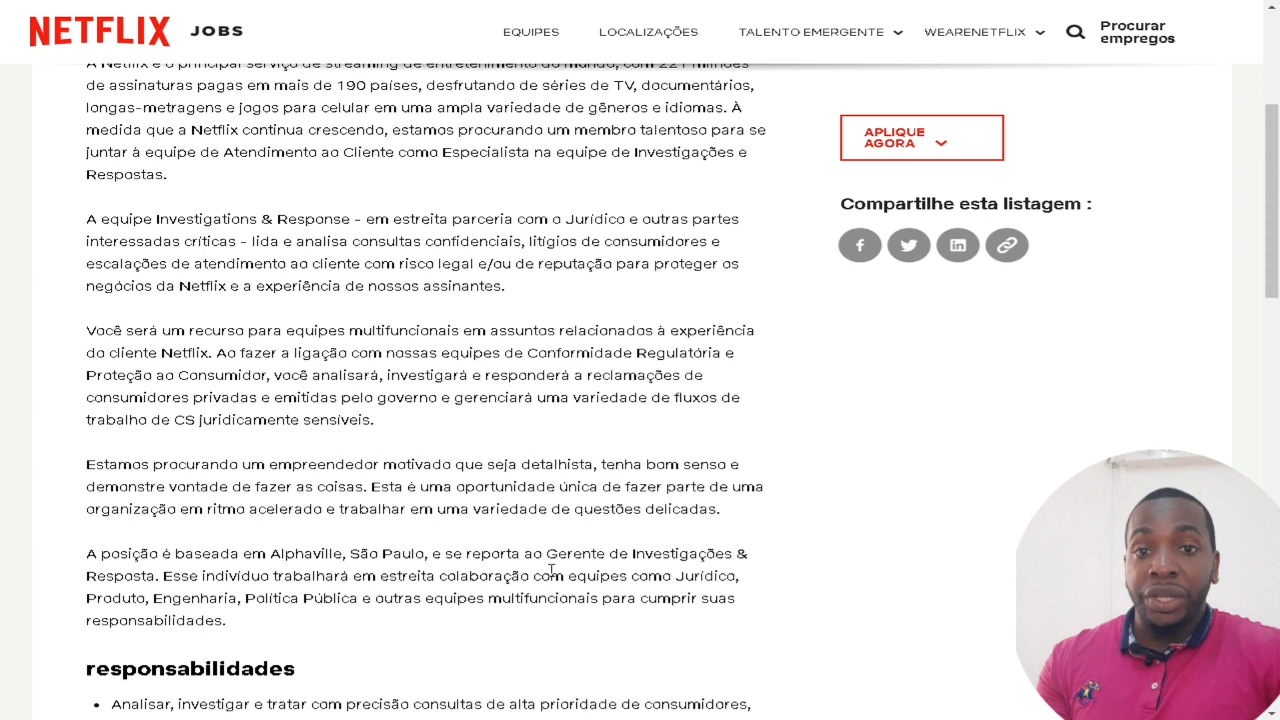 NETFLIX JOBS
EQUIPES
LOCALIZAÇÕES
TALENTO EMERGENTE
WEARENETFLIX
Procurar
empregos
A Netflix é o principal serviço de streaming de entretenimento do mundo, com 221 milhões
de assinaturas pagas em mais de 190 países, desfrutando de séries de TV, documentários,
longas-metragens e jogos para celular em uma ampla variedade de gêneros e idiomas. À
medida que a Netflix continua crescendo, estamos procurando um membro talentoso para se
juntar à equipe de Atendimento ao Cliente como Especialista na equipe de Investigações e
Respostas.
A equipe Investigations & Response - em estreita parceria com o Jurídico e outras partes
interessadas críticas - lida e analisa consultas confidenciais, litígios de consumidores e
escalações de atendimento ao cliente com risco legal e/ou de reputação para proteger os
negócios da Netflix e a experiência de nossos assinantes.
Você será um recurso para equipes multifuncionais em assuntos relacionados à experiência
do cliente Netflix. Ao fazer a ligação com nossas equipes de Conformidade Regulatória e
Proteção ao Consumidor, você analisará, investigará e responderá a reclamações de
consumidores privadas e emitidas pelo governo e gerenciará uma variedade de fluxos de
trabalho de CS juridicamente sensíveis.
Estamos procurando um empreendedor motivado que seja detalhista, tenha bom senso e
demonstre vontade de fazer as coisas. Esta é uma oportunidade única de fazer parte de uma
organização em ritmo acelerado e trabalhar em uma variedade de questões delicadas.
A posição é baseada em Alphaville, São Paulo, e se reporta ao Gerente de Investigações &
Resposta. Esse indivíduo trabalhará em estreita colaboração com equipes como Jurídico,
Produto, Engenharia, Política Pública e outras equipes multifuncionais para cumprir suas
responsabilidades.
responsabilidades
• Analisar, investigar e tratar com precisão consultas de alta prioridade de consumidores,
APLIQUE
AGORA
Compartilhe esta listagem :